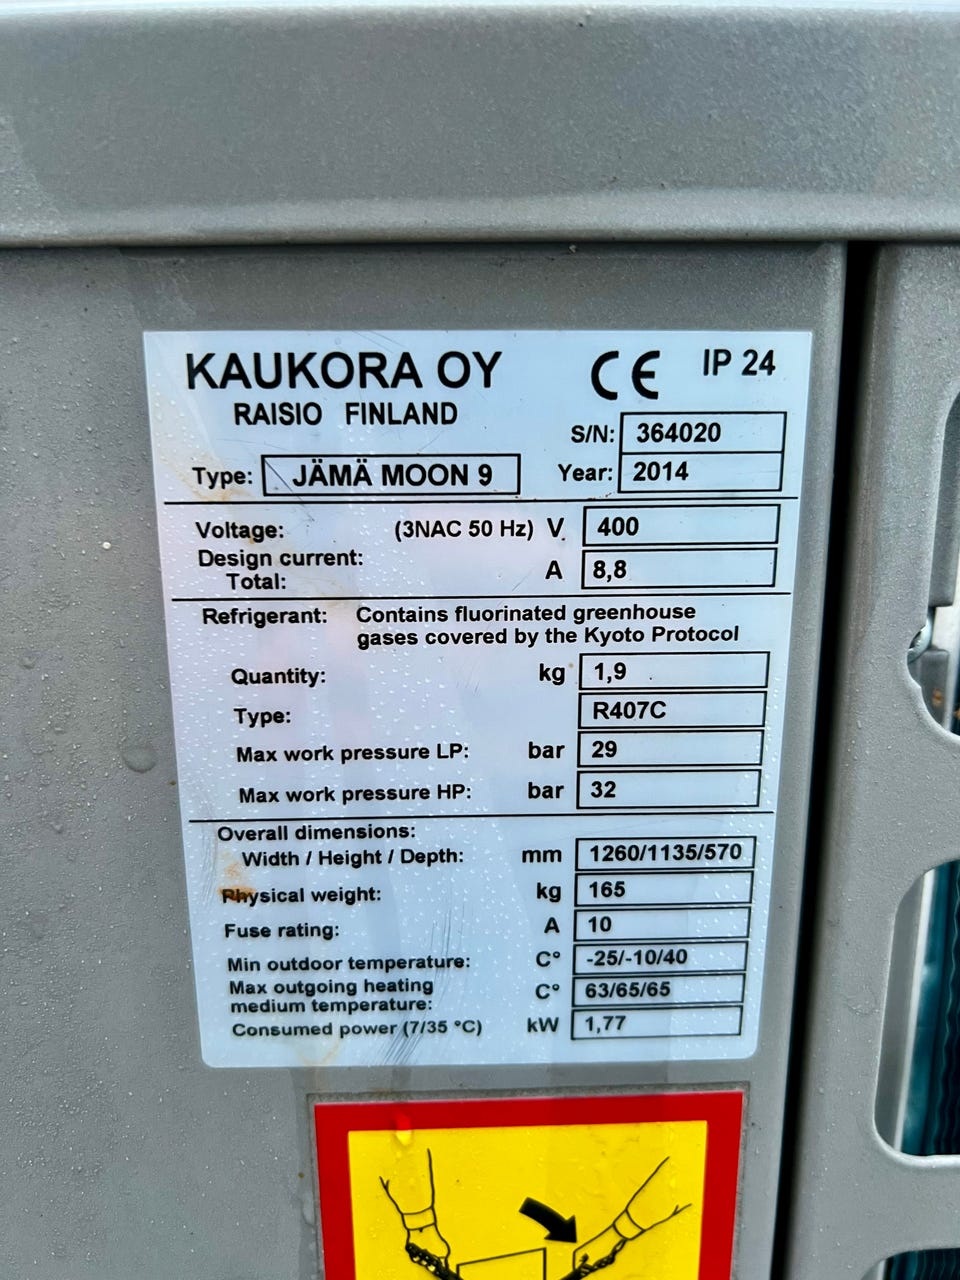 KAUKORA OY
RAISIO FINLAND
CE IP 24
S/N: 364020
Type: JÄMÄ MOON 9
Year: 2014
Voltage: (3NAC 50 Hz) V 400
Design current:
Total: A 8,8
Refrigerant: Contains fluorinated greenhouse
gases covered by the Kyoto Protocol
Quantity: kg 1,9
Type: R407C
Max work pressure LP: bar 29
Max work pressure HP: bar 32
Overall dimensions:
Width / Height / Depth: mm 1260/1135/570
Physical weight: kg 165
Fuse rating: A 10
Min outdoor temperature: C° -25/-10/40
Max outgoing heating
medium temperature: C° 63/65/65
Consumed power (7/35 °C) kW 1,77